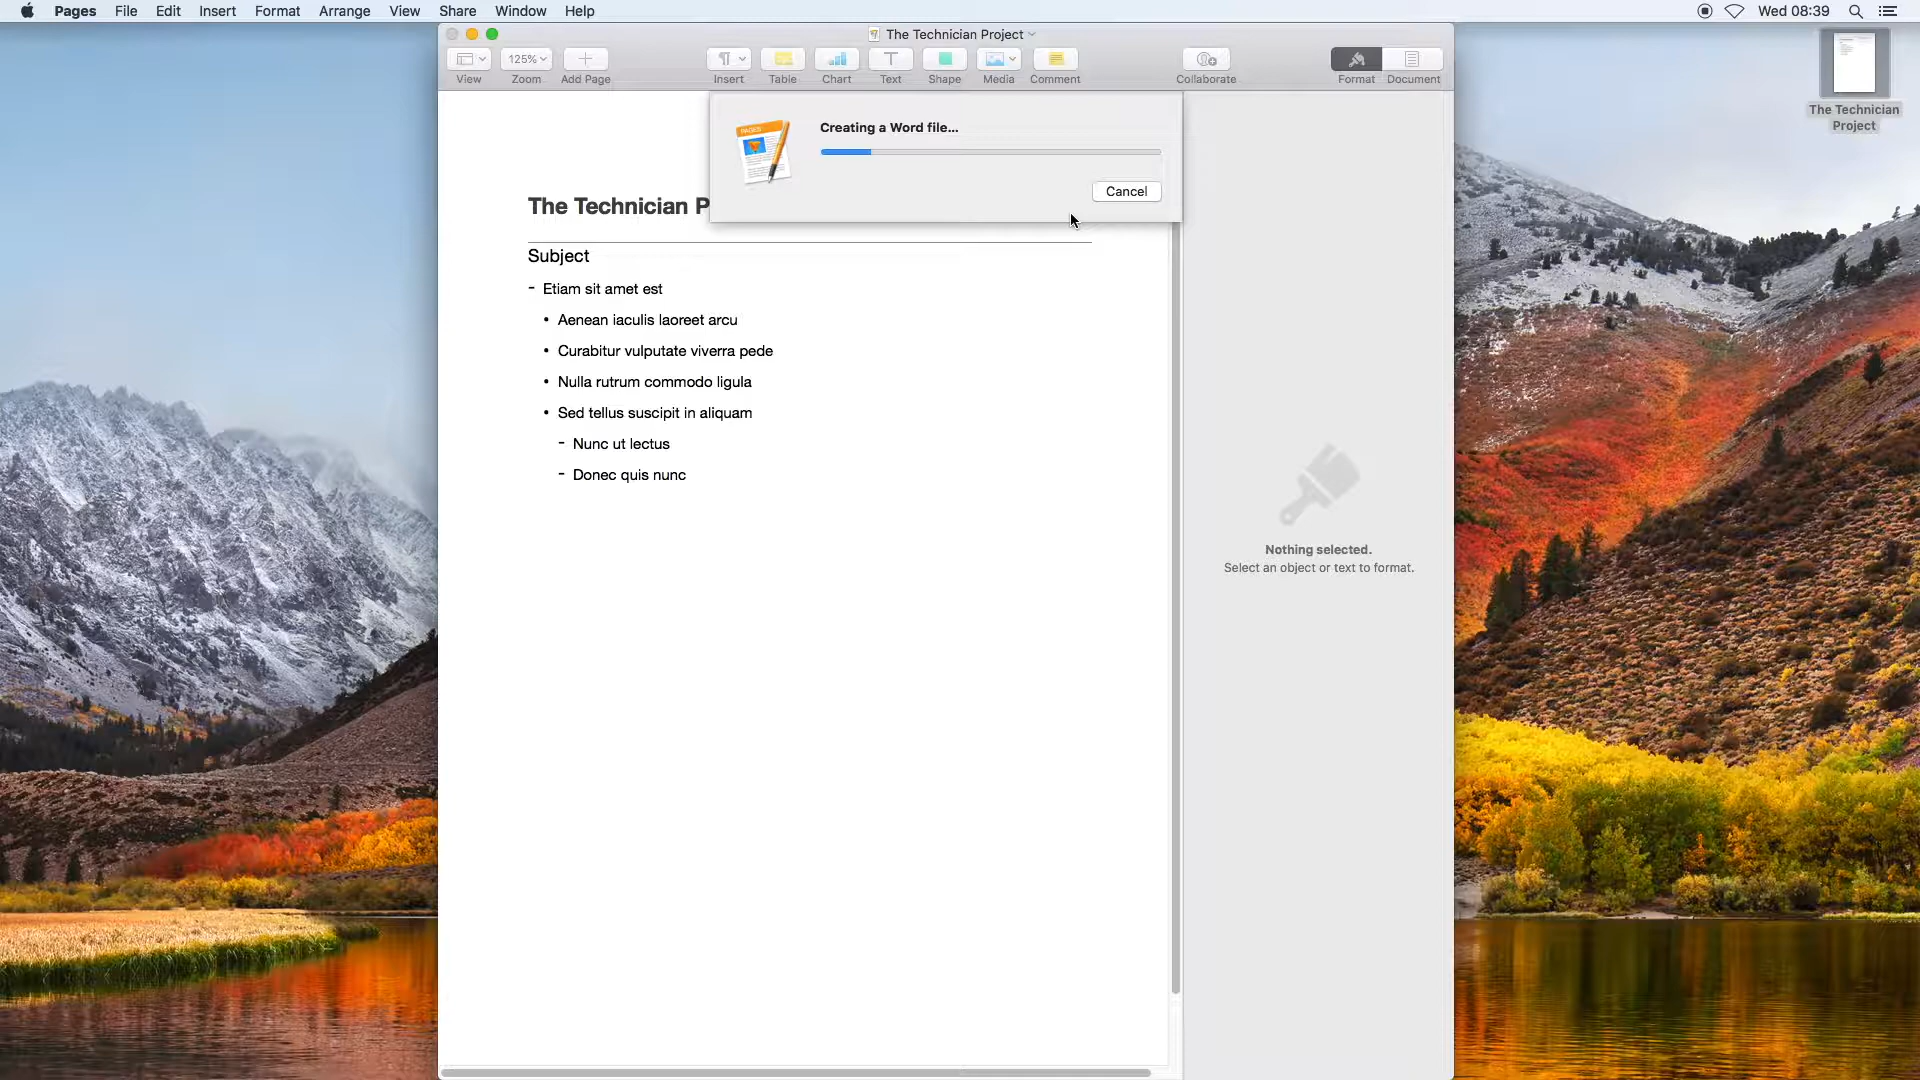 Pages File Edit Insert Format Arrange View Share Window Help
Wed 08:39
The Technician Project
125%
View Zoom Add Page Insert Table Chart Text Shape Media Comment Collaborate Format Document
The Technician
Project
PAGES
Creating a Word file...
Cancel
The Technician P
Subject
- Etiam sit amet est
• Aenean iaculis laoreet arcu
• Curabitur vulputate viverra pede
• Nulla rutrum commodo ligula
• Sed tellus suscipit in aliquam
- Nunc ut lectus
- Donec quis nunc
Nothing selected.
Select an object or text to format.